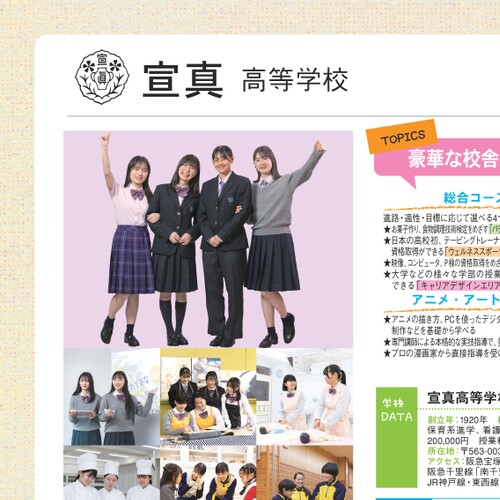 宣真 高等学校
TOPICS
豪華な校舎
総合コース
進路・適性・目標に応じて選べる4つ
★お菓子作り、食物調理技術検定をめざす「パテ
★日本の高校初、テーピングトレーナ
資格取得ができる「ウェルネススポー
★映像、コンピュータ、P検の資格取得をめざ
★大学などの様々な学部の授業
できる「キャリアデザインエリア
アニメ・アート
★アニメの描き方、PCを使ったデジタ
制作などを基礎から学べる
★専門講師による本格的な実技指導で、
★プロの漫画家から直接指導を受
学校
DATA
宣真高等学校
創立年：1920年
保育系進学、看護
200,000円 授業
所在地：〒563-003
アクセス：阪急宝塚
阪急千里線「南千
JR神戸線・東西線